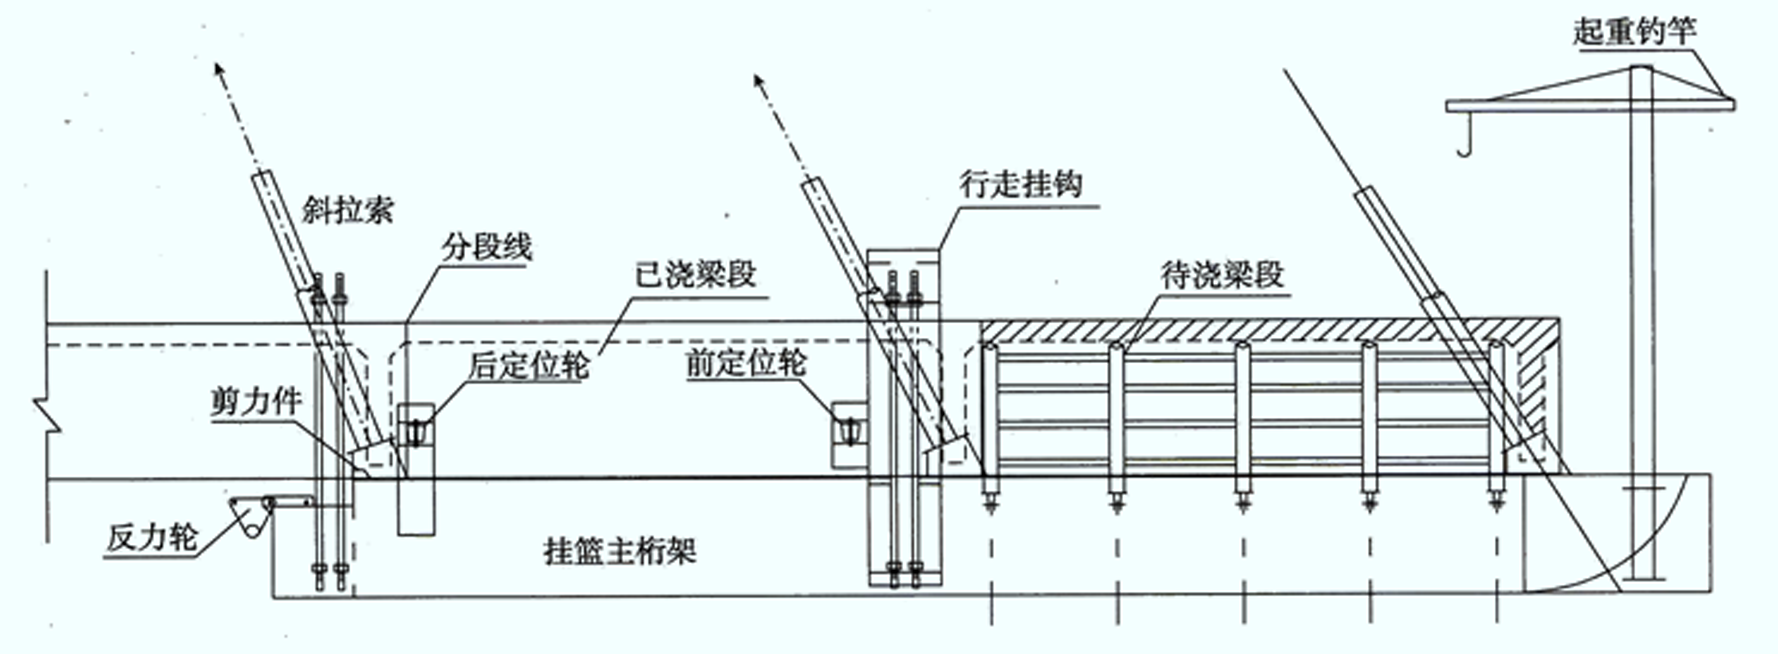 起重钓竿
行走挂钩
斜拉索
分段线
已浇梁段
待浇梁段
后定位轮
前定位轮
剪力件
反力轮
挂篮主桁架